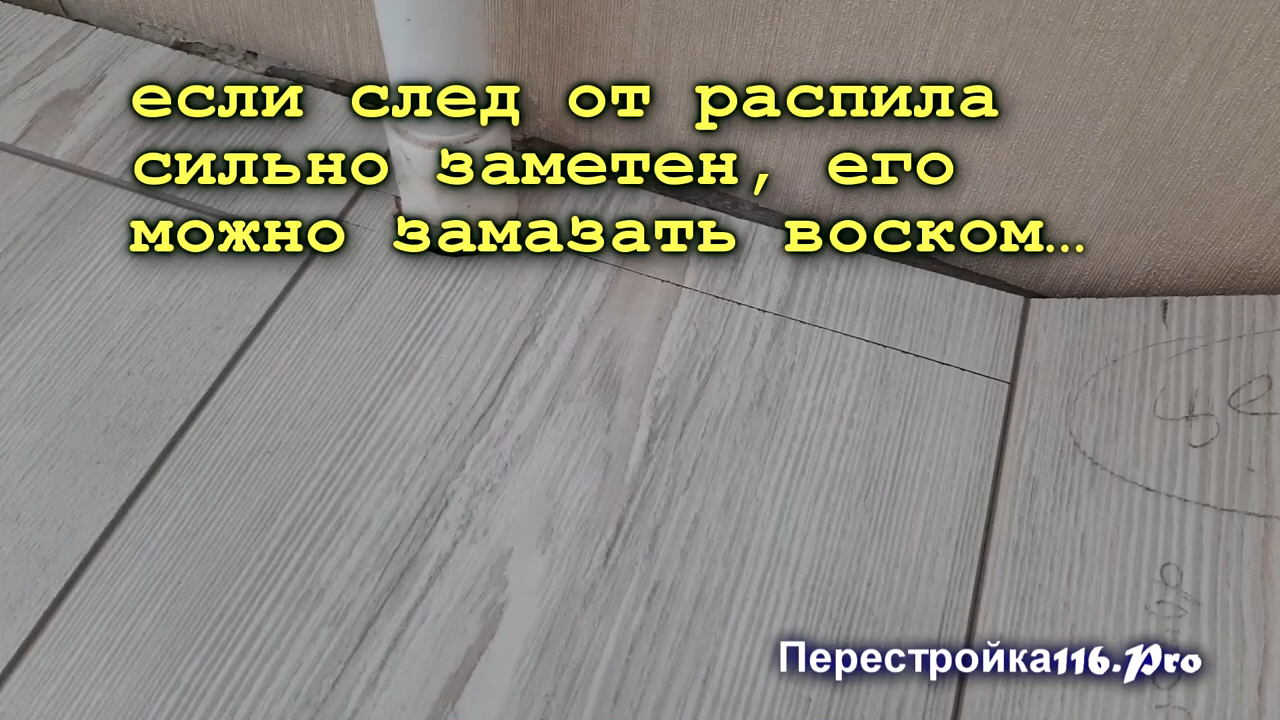 если след от распила
сильно заметен, его
можно замазать воском...
Перестройка116.Pro